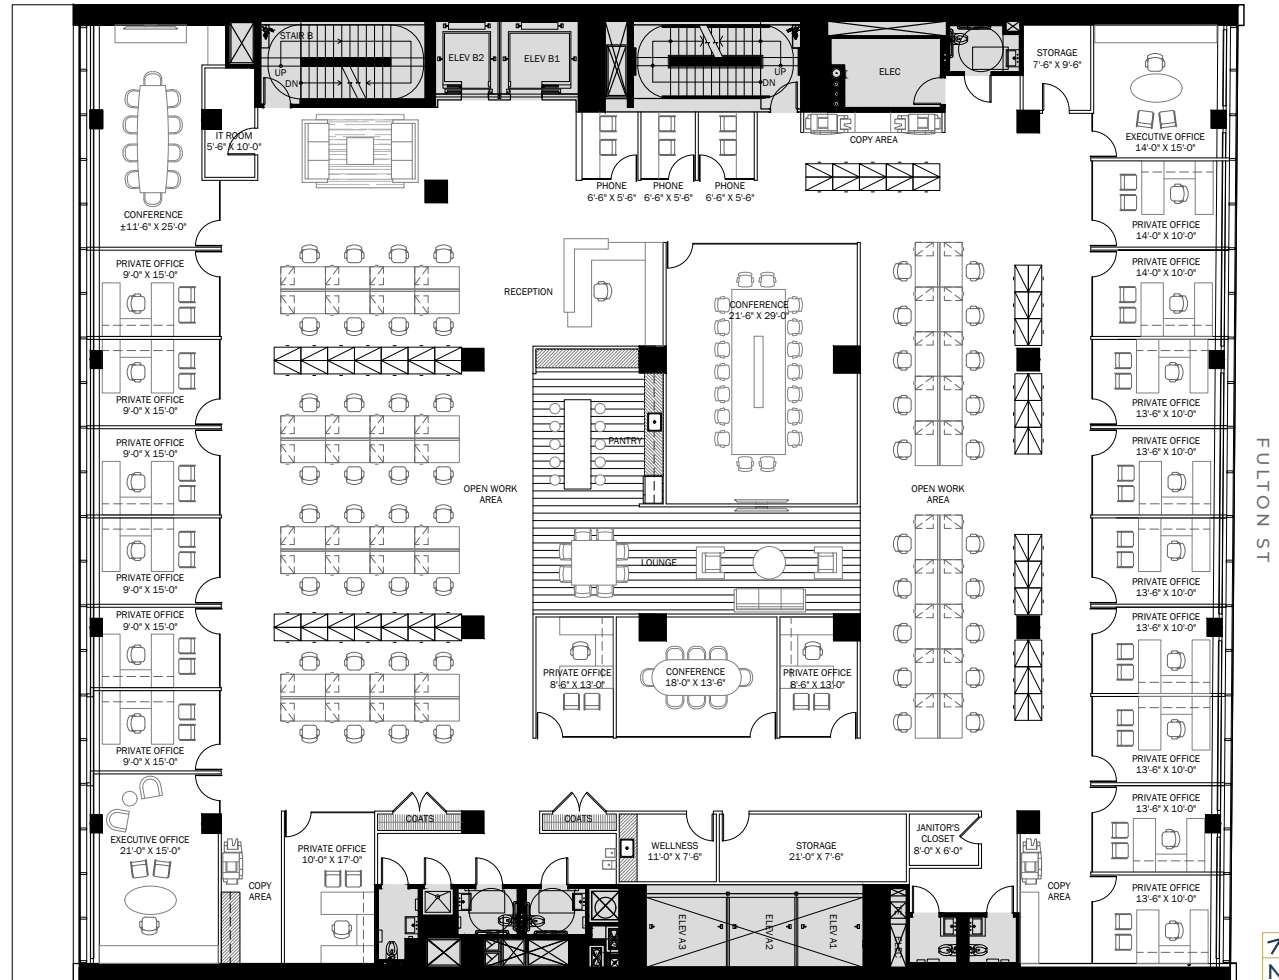 STAIR B
UP
DN
ELEV B2
ELEV B1
UP
DN
ELEC
STORAGE
7'-6" X 9'-6"
IT ROOM
5'-6" X 10'-0"
COPY AREA
EXECUTIVE OFFICE
14'-0" X 15'-0"
CONFERENCE
±11'-6" X 25'-0"
PHONE
6'-6" X 5'-6"
PHONE
6'-6" X 5'-6"
PHONE
6'-6" X 5'-6"
PRIVATE OFFICE
14'-0" X 10'-0"
PRIVATE OFFICE
9'-0" X 15'-0"
RECEPTION
CONFERENCE
21'-6" X 29'-0"
PRIVATE OFFICE
14'-0" X 10'-0"
PRIVATE OFFICE
9'-0" X 15'-0"
PRIVATE OFFICE
13'-6" X 10'-0"
PRIVATE OFFICE
9'-0" X 15'-0"
PANTRY
PRIVATE OFFICE
13'-6" X 10'-0"
FULTON ST
OPEN WORK
AREA
OPEN WORK
AREA
PRIVATE OFFICE
9'-0" X 15'-0"
LOUNGE
PRIVATE OFFICE
13'-6" X 10'-0"
PRIVATE OFFICE
9'-0" X 15'-0"
PRIVATE OFFICE
13'-6" X 10'-0"
PRIVATE OFFICE
8'-6" X 13'-0"
CONFERENCE
18'-0" X 13'-6"
PRIVATE OFFICE
8'-6" X 13'-0"
PRIVATE OFFICE
9'-0" X 15'-0"
PRIVATE OFFICE
13'-6" X 10'-0"
PRIVATE OFFICE
13'-6" X 10'-0"
COATS
COATS
EXECUTIVE OFFICE
21'-0" X 15'-0"
PRIVATE OFFICE
10'-0" X 17'-0"
WELLNESS
11'-0" X 7'-6"
STORAGE
21'-0" X 7'-6"
JANITOR'S
CLOSET
8'-0" X 6'-0"
COPY
AREA
COPY
AREA
PRIVATE OFFICE
13'-6" X 10'-0"
ELEV A3
ELEV A2
ELEV A1
ELEC